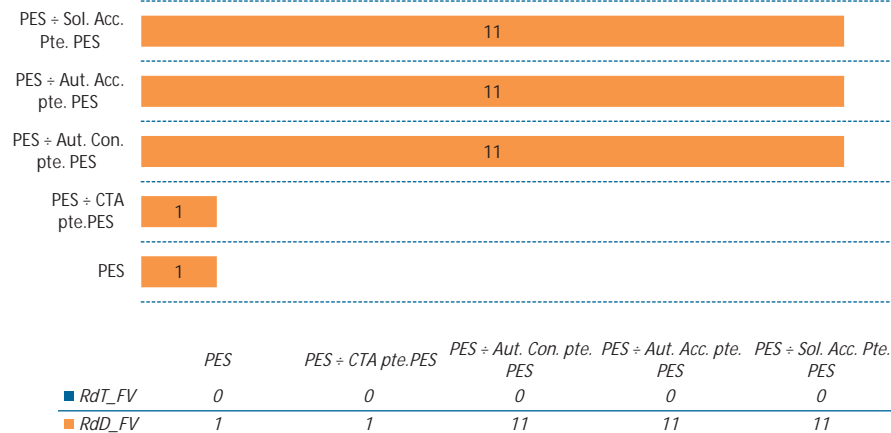 PES ÷ Sol. Acc.
Pte. PES
11
PES ÷ Aut. Acc.
pte. PES
11
PES ÷ Aut. Con.
pte. PES
11
PES ÷ CTA
pte.PES
1
PES
1
PES
PES ÷ CTA pte.PES
PES ÷ Aut. Con. pte.
PES
PES ÷ Aut. Acc. pte.
PES
PES ÷ Sol. Acc. Pte.
PES
RdT_FV 0 0 0 0 0
RdD_FV 1 1 11 11 11